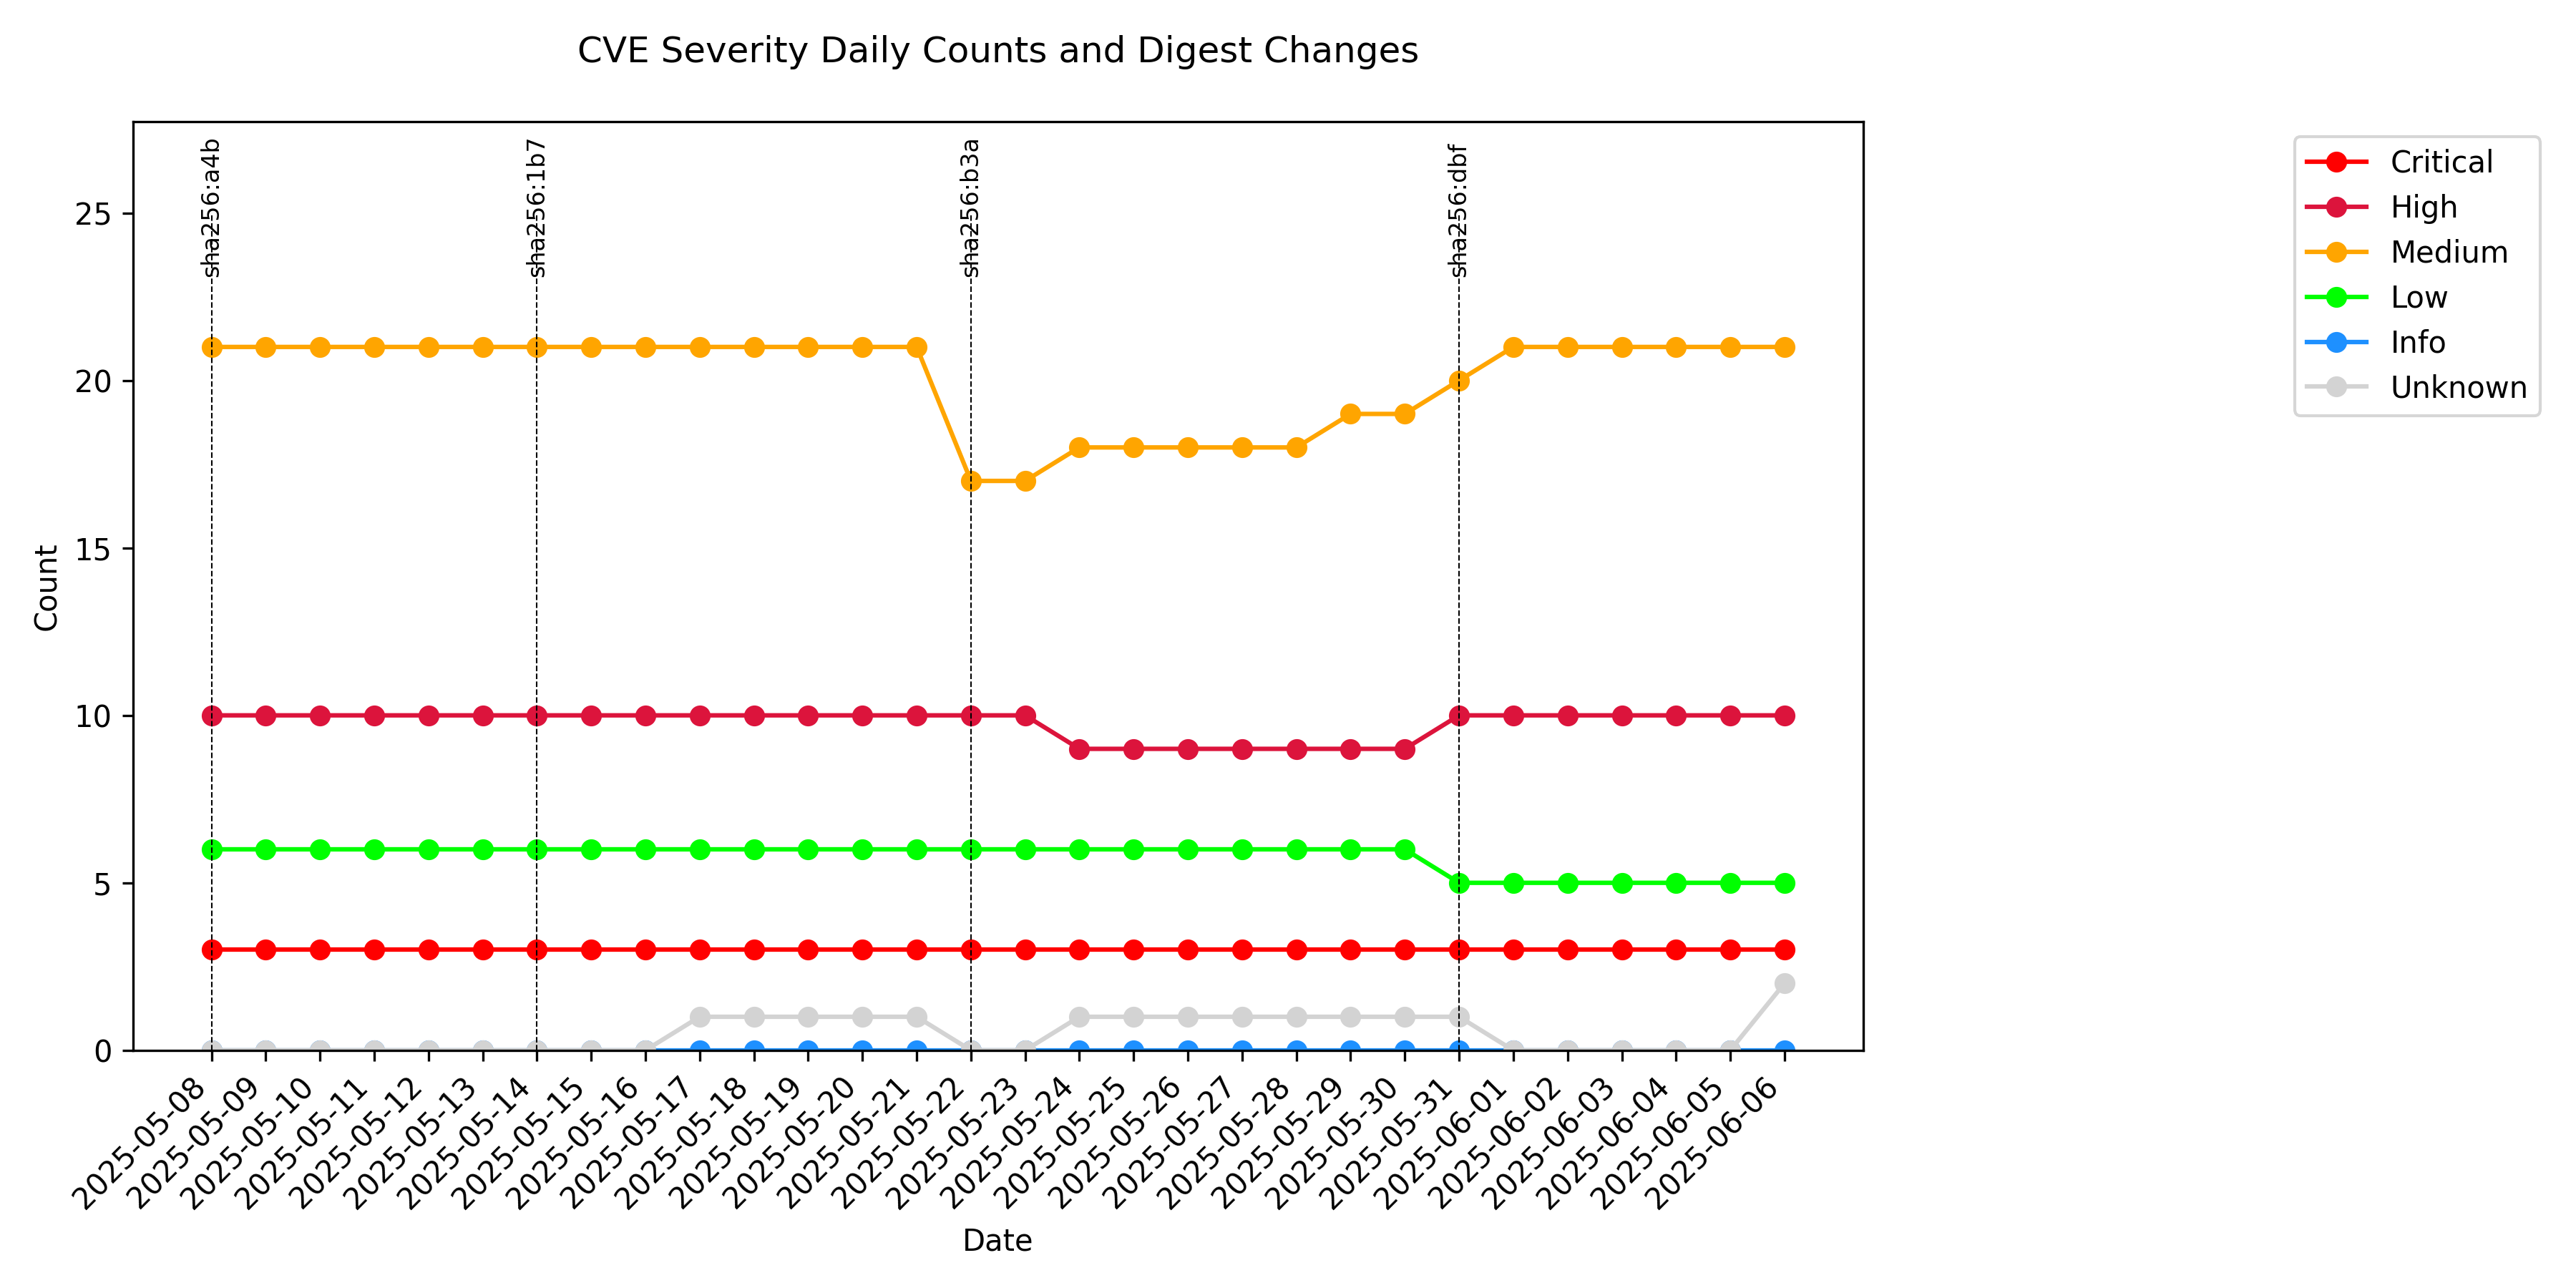 CVE Severity Daily Counts and Digest Changes
sha256:a4b
sha256:1b7
sha256:b3a
sha256:dbf
Critical
High
Medium
Low
Info
Unknown
25
20
15
10
5
0
Count
2025-05-08
2025-05-09
2025-05-10
2025-05-11
2025-05-12
2025-05-13
2025-05-14
2025-05-15
2025-05-16
2025-05-17
2025-05-18
2025-05-19
2025-05-20
2025-05-21
2025-05-22
2025-05-23
2025-05-24
2025-05-25
2025-05-26
2025-05-27
2025-05-28
2025-05-29
2025-05-30
2025-05-31
2025-06-01
2025-06-02
2025-06-03
2025-06-04
2025-06-05
2025-06-06
Date